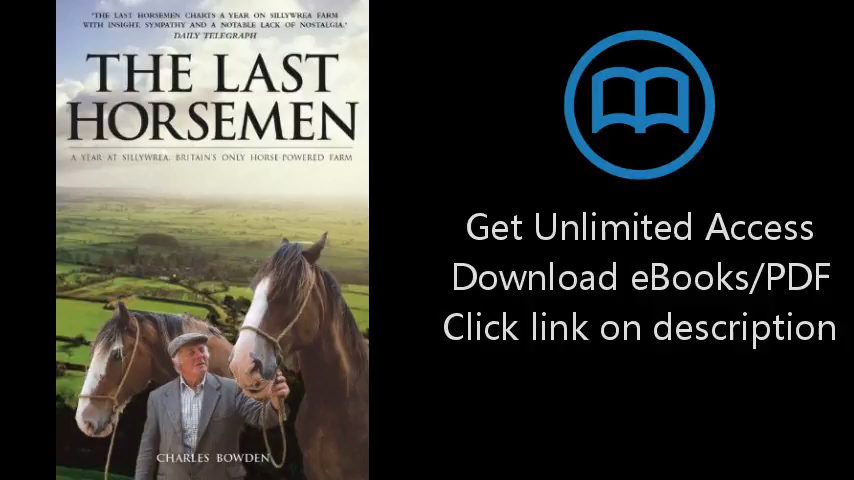 "THE LAST HORSEMEN CHARTS A YEAR ON SILLYWREA FARM
WITH INSIGHT, SYMPATHY AND A NOTABLE LACK OF NOSTALGIA."
DAILY TELEGRAPH
THE LAST
HORSEMEN
A YEAR AT SILLYWREA, BRITAIN'S ONLY HORSE-POWERED FARM
CHARLES BOWDEN
Get Unlimited Access
Download eBooks/PDF
Click link on description